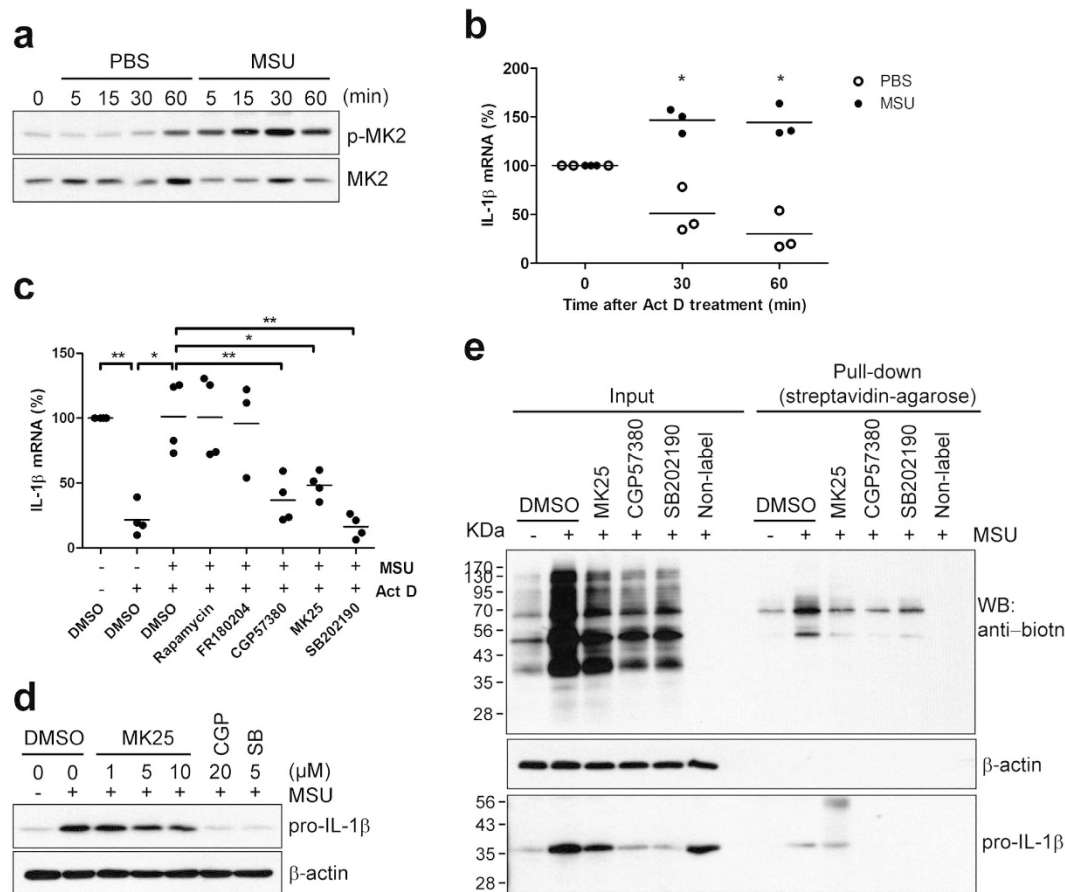 a
PBS MSU
0 5 15 30 60 5 15 30 60 (min)
p-MK2
MK2
b
200
150
100
50
0
IL-1β mRNA (%)
* *
PBS
MSU
0 30 60
Time after Act D treatment (min)
c
**
*
** * **
150
100
50
0
IL-1β mRNA (%)
- - + + + + + + MSU
- + + + + + + + Act D
DMSO DMSO DMSO Rapamycin FR180204 CGP57380 MK25 SB202190
d
DMSO MK25 CGP SB
0 0 1 5 10 20 5 (μM)
- + + + + + + MSU
pro-IL-1β
β-actin
e
Pull-down
Input (streptavidin-agarose)
DMSO MK25 CGP57380 SB202190 Non-label DMSO MK25 CGP57380 SB202190 Non-label
KDa - + + + + + - + + + + + MSU
170
130
95
70
56
43
35
28
WB:
anti–biotn
β-actin
56
43
35
28
pro-IL-1β